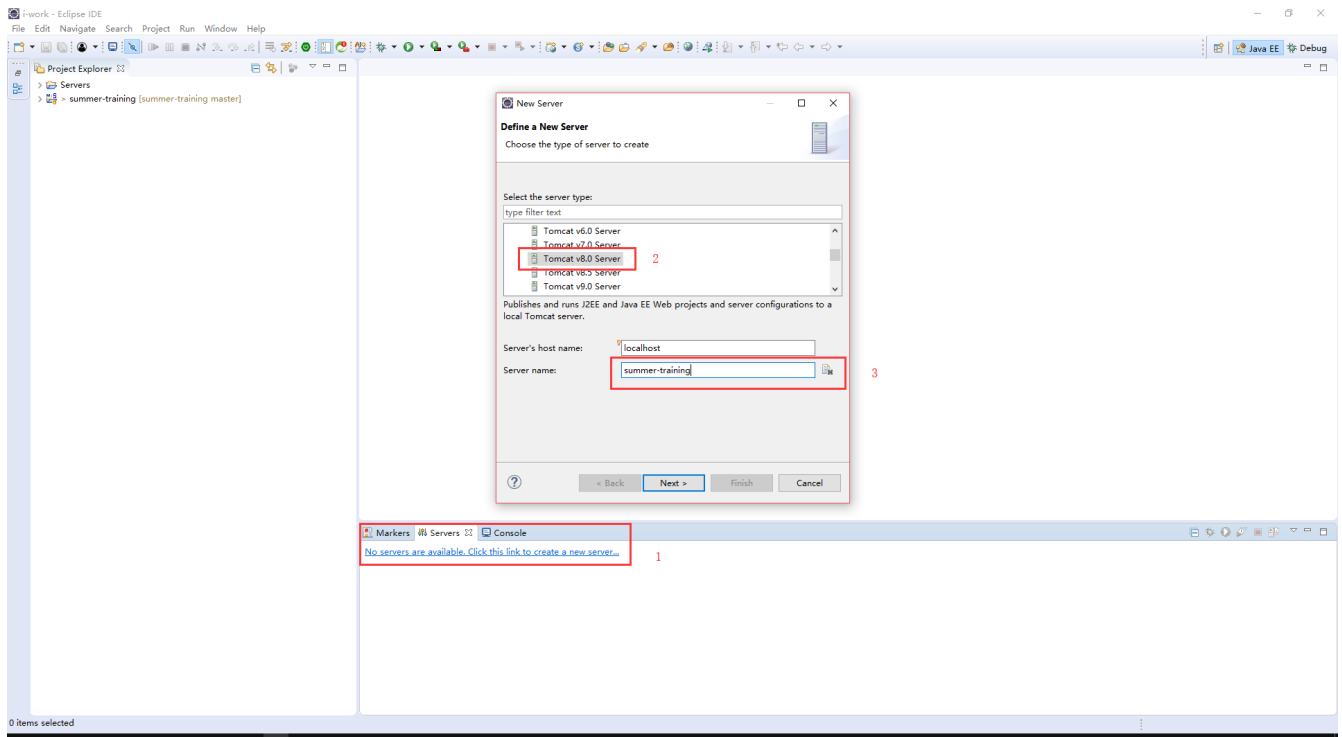 i-work - Eclipse IDE
File Edit Navigate Search Project Run Window Help
Java EE Debug
Project Explorer
Servers
> summer-training [summer-training master]
New Server
Define a New Server
Choose the type of server to create
Select the server type:
type filter text
Tomcat v6.0 Server
Tomcat v7.0 Server
Tomcat v8.0 Server 2
Tomcat v8.5 Server
Tomcat v9.0 Server
Publishes and runs J2EE and Java EE Web projects and server configurations to a
local Tomcat server.
Server's host name: localhost
Server name: summer-training 3
< Back Next > Finish Cancel
Markers Servers Console
No servers are available. Click this link to create a new server...
1
0 items selected